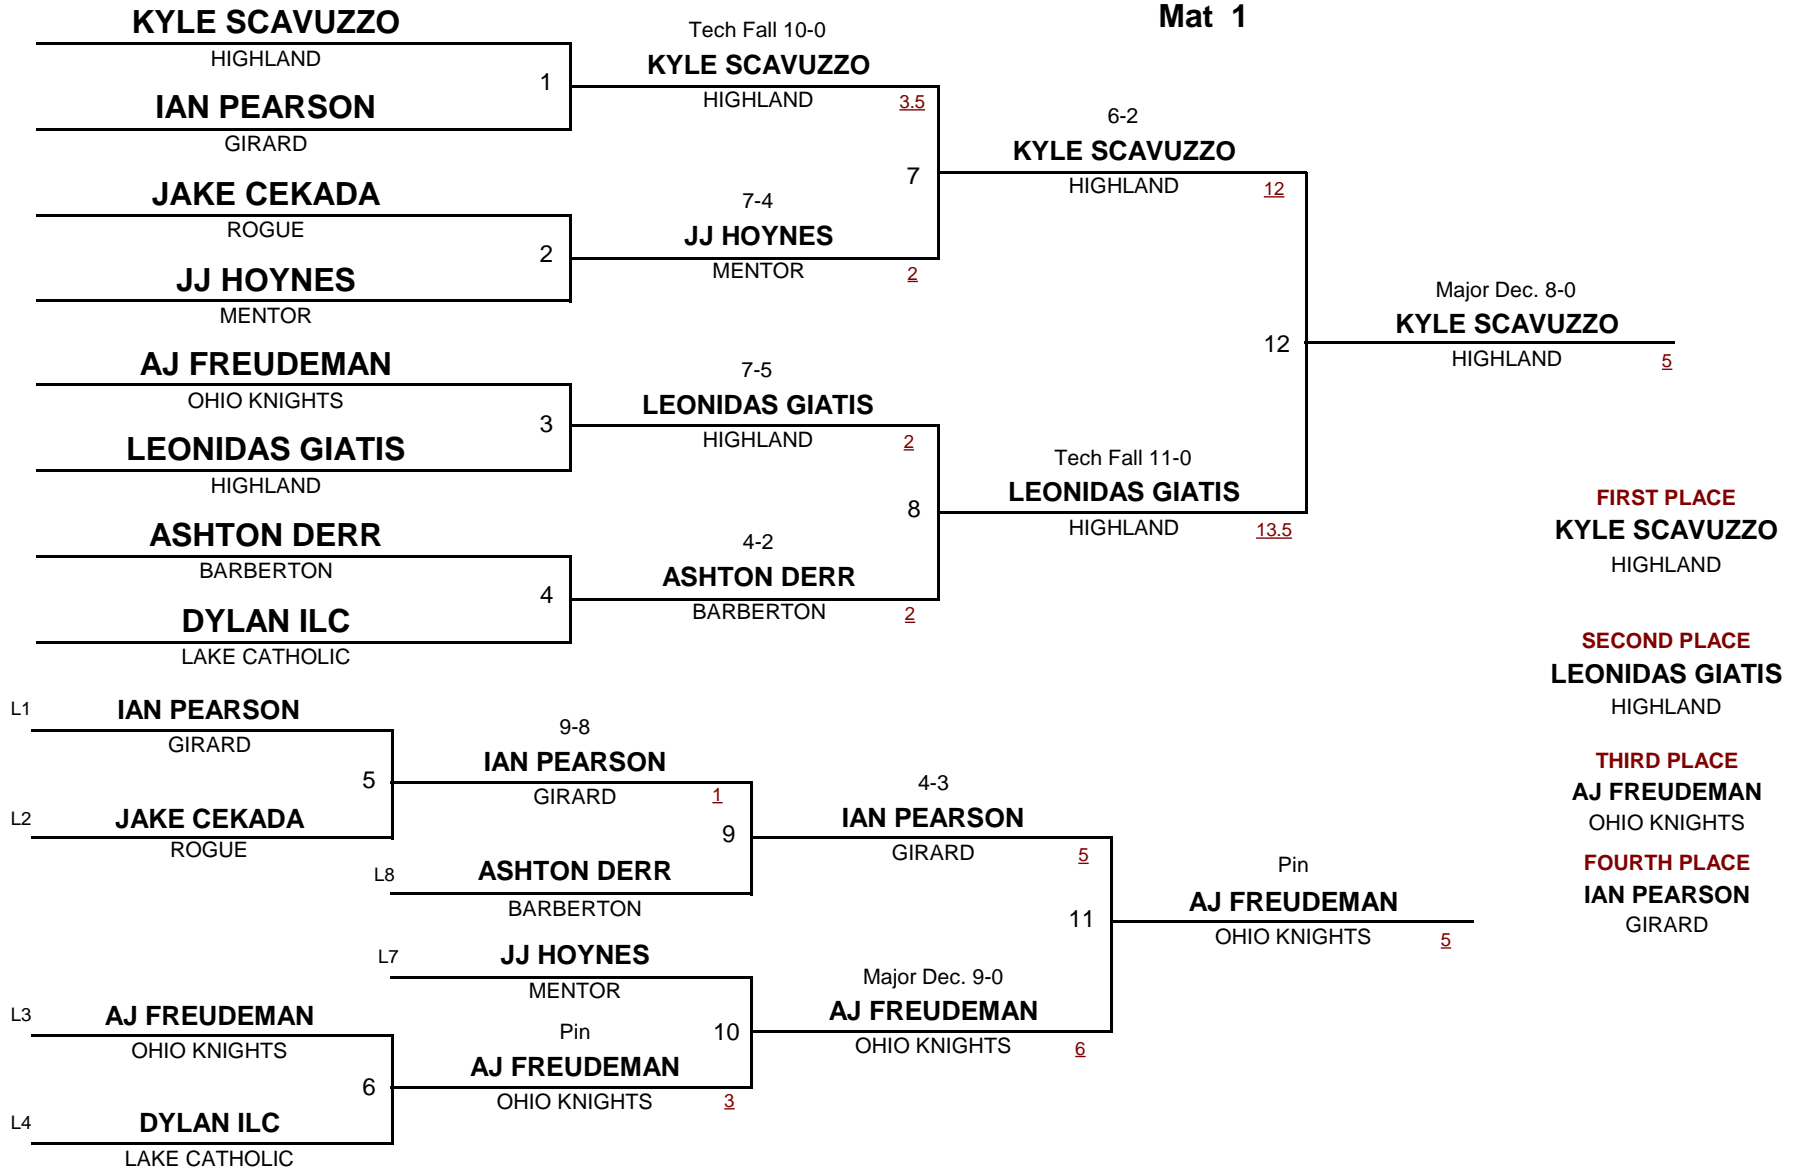 Mat 1
KYLE SCAVUZZO
HIGHLAND
1
IAN PEARSON
GIRARD
JAKE CEKADA
ROGUE
2
JJ HOYNES
MENTOR
AJ FREUDEMAN
OHIO KNIGHTS
3
LEONIDAS GIATIS
HIGHLAND
ASHTON DERR
BARBERTON
4
DYLAN ILC
LAKE CATHOLIC
Tech Fall 10-0
KYLE SCAVUZZO
HIGHLAND 3.5
7
7-4
JJ HOYNES
MENTOR 2
7-5
LEONIDAS GIATIS
HIGHLAND 2
8
4-2
ASHTON DERR
BARBERTON 2
6-2
KYLE SCAVUZZO
HIGHLAND 12
12
Tech Fall 11-0
LEONIDAS GIATIS
HIGHLAND 13.5
Major Dec. 8-0
KYLE SCAVUZZO
HIGHLAND 5
FIRST PLACE
KYLE SCAVUZZO
HIGHLAND
SECOND PLACE
LEONIDAS GIATIS
HIGHLAND
THIRD PLACE
AJ FREUDEMAN
OHIO KNIGHTS
FOURTH PLACE
IAN PEARSON
GIRARD
L1 IAN PEARSON
GIRARD
5
L2 JAKE CEKADA
ROGUE
L3 AJ FREUDEMAN
OHIO KNIGHTS
6
L4 DYLAN ILC
LAKE CATHOLIC
9-8
IAN PEARSON
GIRARD 1
9
L8 ASHTON DERR
BARBERTON
L7 JJ HOYNES
MENTOR
10
Pin
AJ FREUDEMAN
OHIO KNIGHTS 3
4-3
IAN PEARSON
GIRARD 5
11
Major Dec. 9-0
AJ FREUDEMAN
OHIO KNIGHTS 6
Pin
AJ FREUDEMAN
OHIO KNIGHTS 5